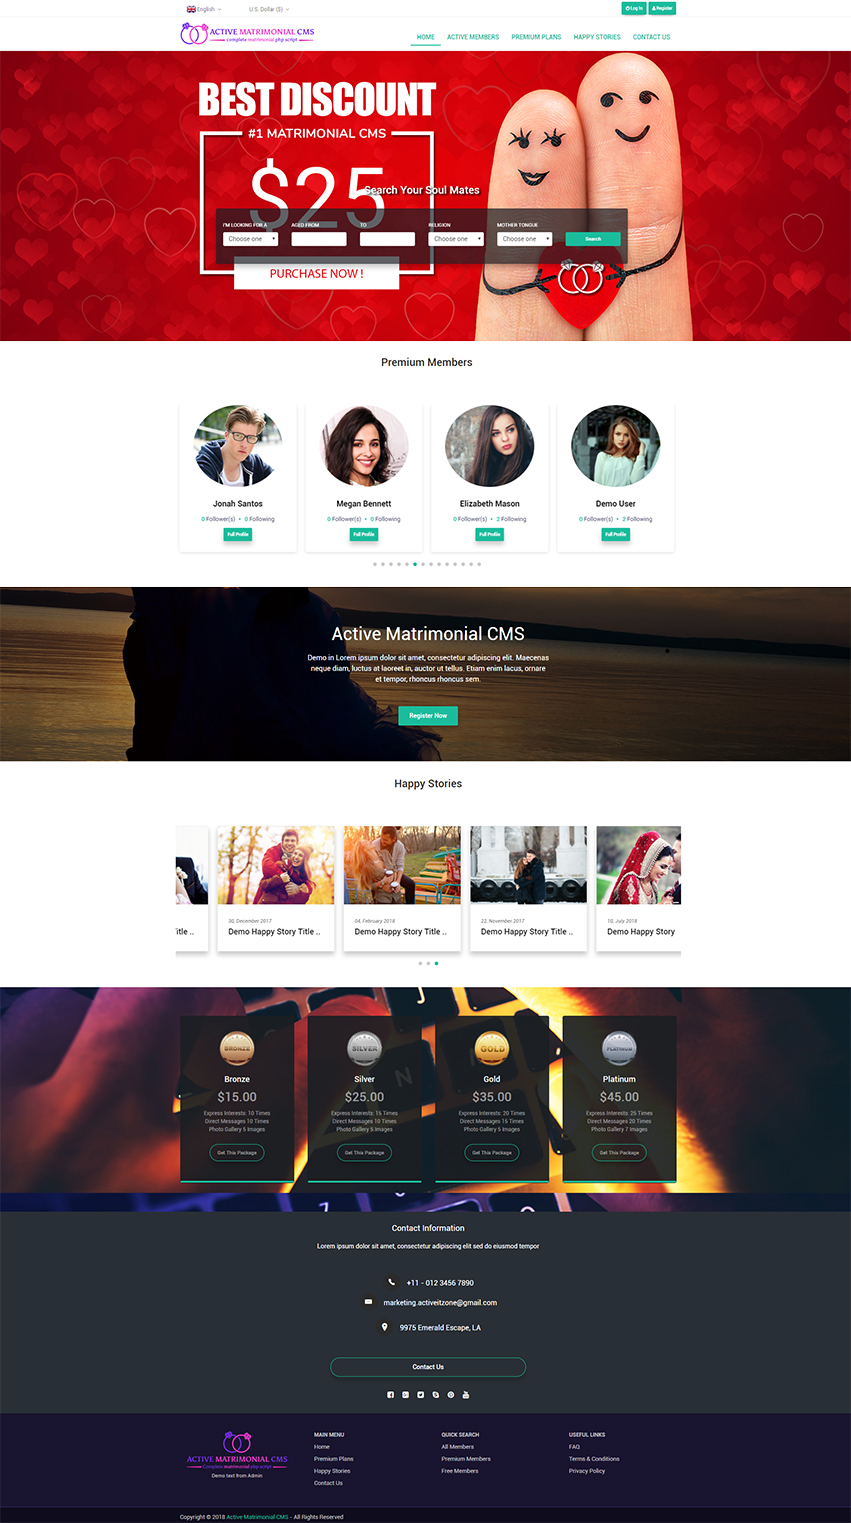 English
U.S. Dollar ($)
Log In
Register
ACTIVE MATRIMONIAL CMS
complete matrimonial php script
HOME
ACTIVE MEMBERS
PREMIUM PLANS
HAPPY STORIES
CONTACT US
BEST DISCOUNT
#1 MATRIMONIAL CMS
$25
Search Your Soul Mates
I'M LOOKING FOR A
AGED FROM
TO
RELIGION
MOTHER TONGUE
Choose one
Choose one
Choose one
Search
PURCHASE NOW !
Premium Members
Jonah Santos
0 Follower(s) • 0 Following
Full Profile
Megan Bennett
0 Follower(s) • 0 Following
Full Profile
Elizabeth Mason
0 Follower(s) • 2 Following
Full Profile
Demo User
0 Follower(s) • 2 Following
Full Profile
Active Matrimonial CMS
Demo in Lorem ipsum dolor sit amet, consectetur adipiscing elit. Maecenas
neque diam, luctus at laoreet in, auctor ut tellus. Etiam enim lacus, ornare
et tempor, rhoncus rhoncus sem.
Register Now
Happy Stories
Title ..
30, December 2017
Demo Happy Story Title ..
04, February 2018
Demo Happy Story Title ..
22, November 2017
Demo Happy Story Title ..
10, July 2018
Demo Happy Story
BRONZE
Bronze
$15.00
Express Interests: 10 Times
Direct Messages 10 Times
Photo Gallery 5 Images
Get This Package
SILVER
Silver
$25.00
Express Interests: 15 Times
Direct Messages 10 Times
Photo Gallery 5 Images
Get This Package
GOLD
Gold
$35.00
Express Interests: 20 Times
Direct Messages 15 Times
Photo Gallery 5 Images
Get This Package
PLATINUM
Platinum
$45.00
Express Interests: 25 Times
Direct Messages 20 Times
Photo Gallery 7 Images
Get This Package
Contact Information
Lorem ipsum dolor sit amet, consectetur adipiscing elit sed do eiusmod tempor
+11 - 012 3456 7890
marketing.activeitzone@gmail.com
9975 Emerald Escape, LA
Contact Us
ACTIVE MATRIMONIAL CMS
Complete matrimonial php script
Demo text from Admin
MAIN MENU
Home
Premium Plans
Happy Stories
Contact Us
QUICK SEARCH
All Members
Premium Members
Free Members
USEFUL LINKS
FAQ
Terms & Conditions
Privacy Policy
Copyright © 2018 Active Matrimonial CMS - All Rights Reserved